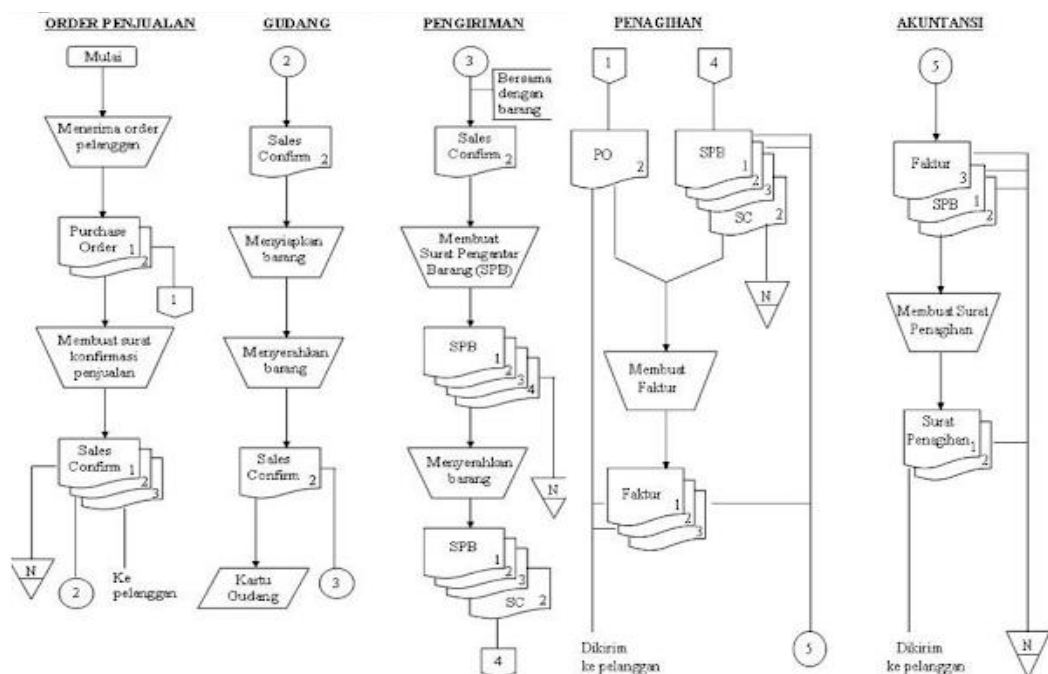 ORDER PENJUALAN
Mulai
Menerima order
pelanggan
Purchase
Order
1
2
1
Membuat surat
konfirmasi
penjualan
Sales
Confirm
1
2
3
N
2
Ke
pelanggan
GUDANG
2
Sales
Confirm
2
Menyiapkan
barang
Menyerahkan
barang
Sales
Confirm
2
Kartu
Gudang
3
PENGIRIMAN
3
Bersama
dengan
barang
Sales
Confirm
2
Membuat
Surat Pengantar
Barang (SPB)
SPB
1
2
3
4
Menyerahkan
barang
N
SPB
1
2
3
SC
2
4
PENAGIHAN
1
4
PO
2
SPB
1
2
3
SC
2
N
Membuat
Faktur
Faktur
1
2
3
Dikirim
ke pelanggan
5
AKUNTANSI
5
Faktur
3
SPB
1
2
Membuat Surat
Penagihan
Surat
Penagihan
1
2
Dikirim
ke pelanggan
N